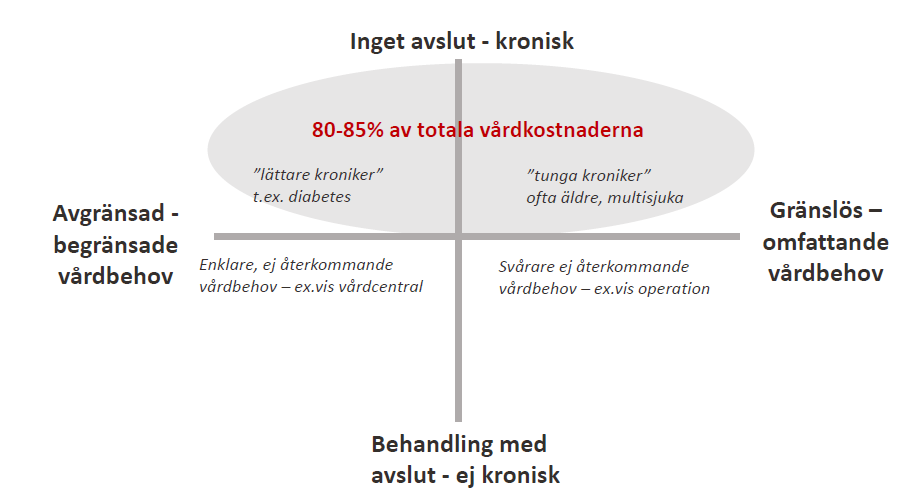 Inget avslut - kronisk
80-85% av totala vårdkostnaderna
”lättare kroniker”
t.ex. diabetes
”tunga kroniker”
ofta äldre, multisjuka
Avgränsad -
begränsade
vårdbehov
Gränslös –
omfattande
vårdbehov
Enklare, ej återkommande
vårdbehov – ex.vis vårdcentral
Svårare ej återkommande
vårdbehov – ex.vis operation
Behandling med
avslut - ej kronisk